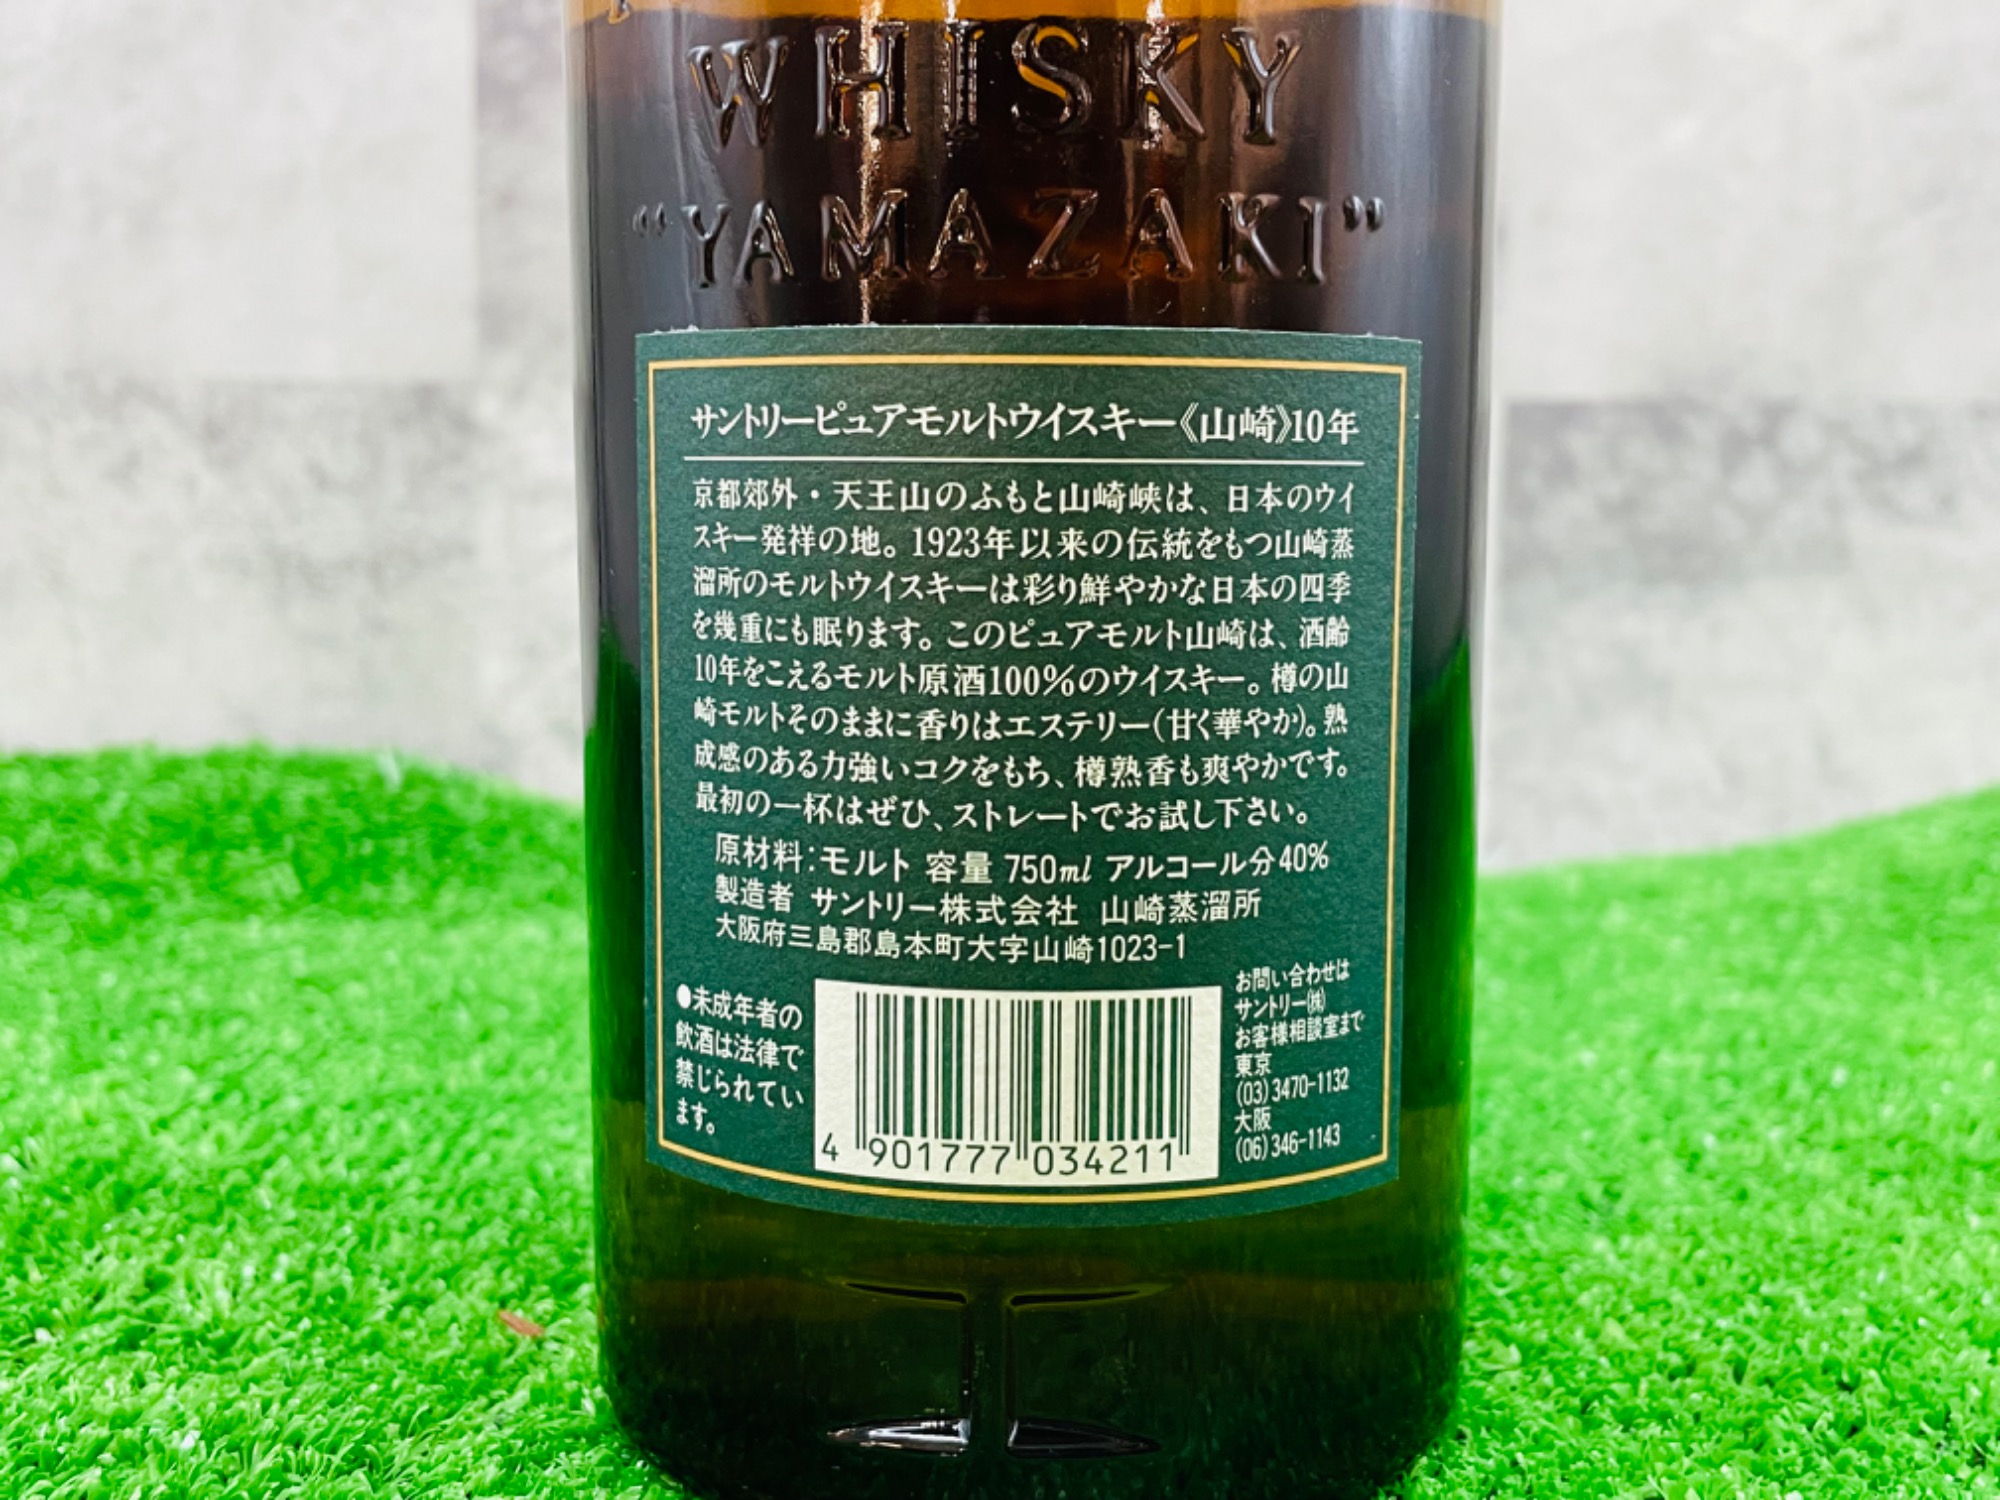 WHISKY
"YAMAZAKI"
サントリーピュアモルトウイスキー《山崎》10年
京都郊外・天王山のふもと山崎峡は、日本のウイ
スキー発祥の地。1923年以来の伝統をもつ山崎蒸
溜所のモルトウイスキーは彩り鮮やかな日本の四季
を幾重にも眠ります。このピュアモルト山崎は、酒齢
10年をこえるモルト原酒100%のウイスキー。樽の山
崎モルトそのままに香りはエステリー(甘く華やか)。熟
成感のある力強いコクをもち、樽熟香も爽やかです。
最初の一杯はぜひ、ストレートでお試し下さい。
原材料:モルト 容量 750ml アルコール分40%
製造者 サントリー株式会社 山崎蒸溜所
大阪府三島郡島本町大字山崎1023-1
●未成年者の
飲酒は法律で
禁じられてい
ます。
4 901777 034211
お問い合わせは
サントリー㈱
お客様相談室まで
東京
(03)3470-1132
大阪
(06)346-1143